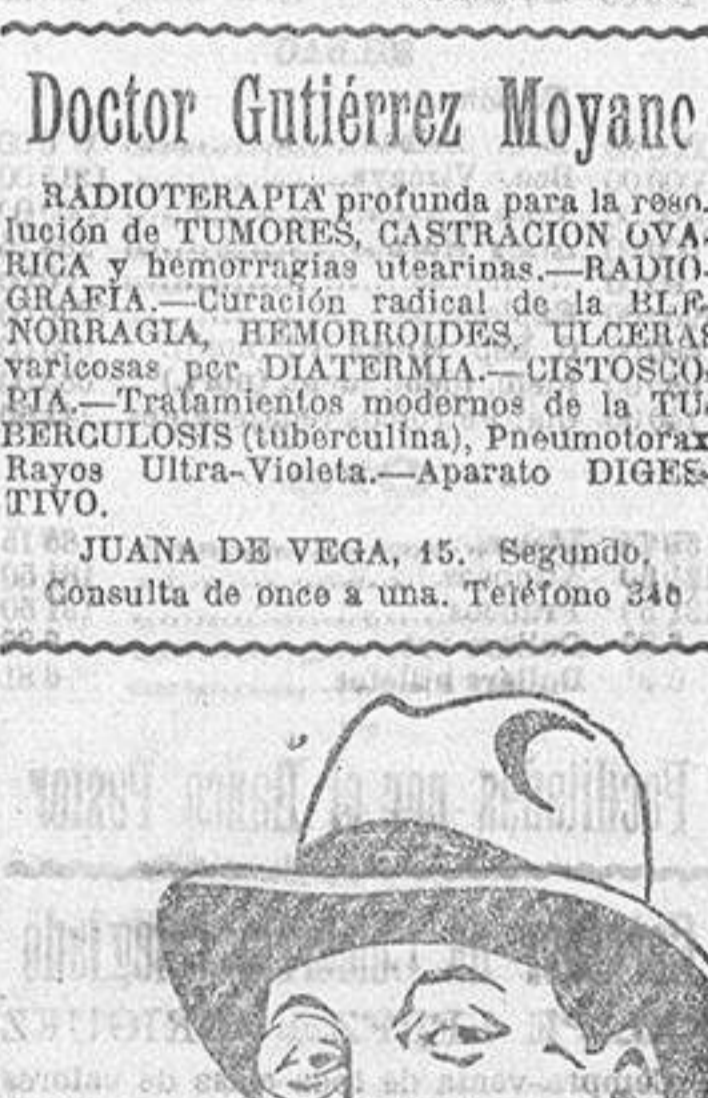 Doctor Gutiérrez Moyano
RADIOTERAPIA profunda para la reso-
lución de TUMORES, CASTRACION OVA-
RICA y hemorragias utearinas.—RADIO-
GRAFIA.—Curación radical de la BLE-
NORRAGIA, HEMORROIDES, ULCERAS
varicosas por DIATERMIA.—CISTOSCO-
PIA.—Tratamientos modernos de la TU-
BERCULOSIS (tuberculina), Pneumotorax
Rayos Ultra-Violeta.—Aparato DIGES-
TIVO.
JUANA DE VEGA, 15. Segundo.
Consulta de once a una. Teléfono